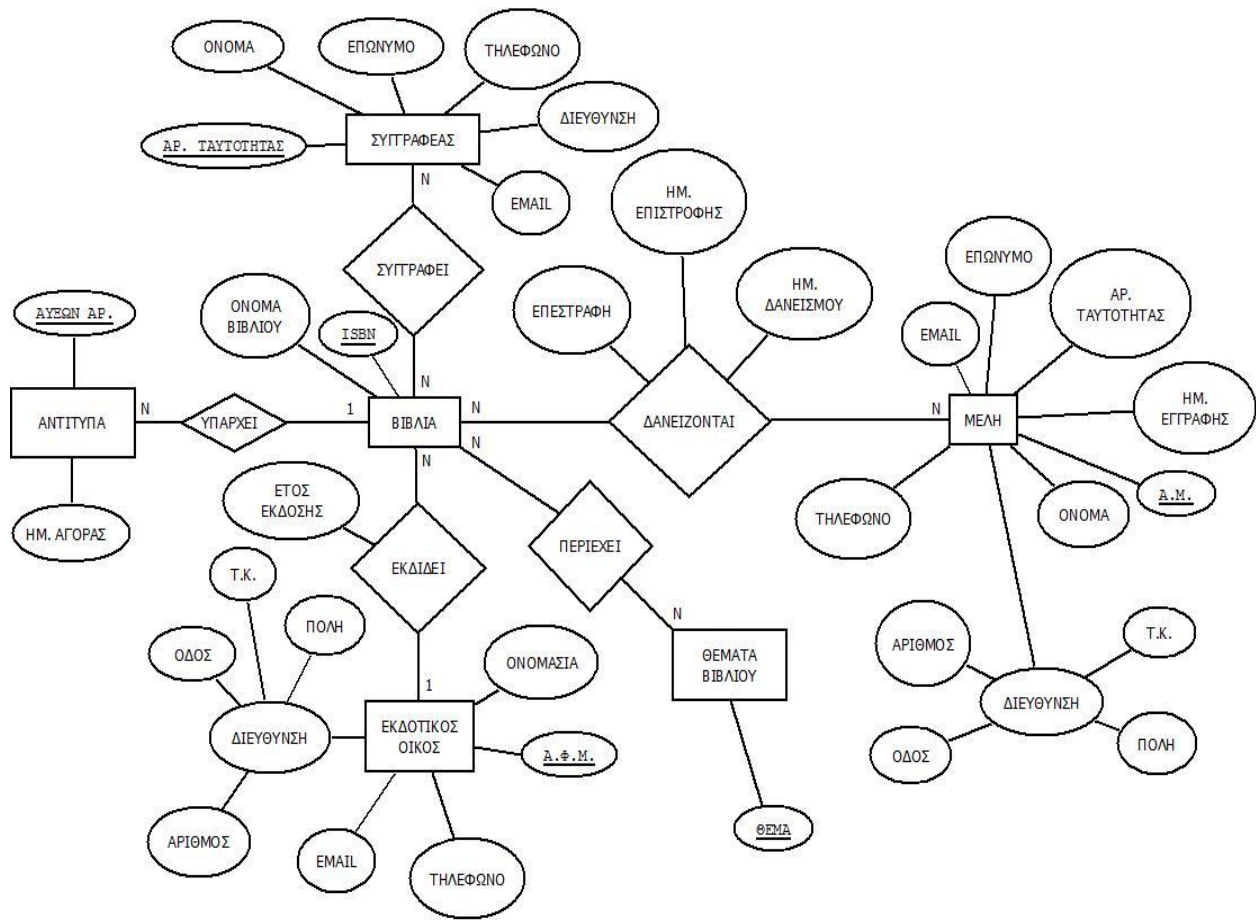 ΟΝΟΜΑ
ΕΠΩΝΥΜΟ
ΤΗΛΕΦΩΝΟ
ΔΙΕΥΘΥΝΣΗ
ΑΡ. ΤΑΥΤΟΤΗΤΑΣ
ΣΥΓΓΡΑΦΕΑΣ
EMAIL
N
ΗΜ.
ΕΠΙΣΤΡΟΦΗΣ
ΣΥΓΓΡΑΦΕΙ
ΕΠΩΝΥΜΟ
ΗΜ.
ΔΑΝΕΙΣΜΟΥ
ΑΡ.
ΤΑΥΤΟΤΗΤΑΣ
ΟΝΟΜΑ
ΒΙΒΛΙΟΥ
ΕΠΕΣΤΡΑΦΗ
ΑΥΞΩΝ ΑΡ.
ISBN
EMAIL
N
ΑΝΤΙΤΥΠΑ
N
ΥΠΑΡΧΕΙ
1
ΒΙΒΛΙΑ
N
ΔΑΝΕΙΖΟΝΤΑΙ
N
ΜΕΛΗ
ΗΜ.
ΕΓΓΡΑΦΗΣ
N
N
ΕΤΟΣ
ΕΚΔΟΣΗΣ
Α.Μ.
ΗΜ. ΑΓΟΡΑΣ
ΤΗΛΕΦΩΝΟ
ΟΝΟΜΑ
ΕΚΔΙΔΕΙ
ΠΕΡΙΕΧΕΙ
Τ.Κ.
ΠΟΛΗ
N
ΟΔΟΣ
ΟΝΟΜΑΣΙΑ
ΘΕΜΑΤΑ
ΒΙΒΛΙΟΥ
ΑΡΙΘΜΟΣ
Τ.Κ.
1
ΔΙΕΥΘΥΝΣΗ
ΕΚΔΟΤΙΚΟΣ
ΟΙΚΟΣ
Α.Φ.Μ.
ΔΙΕΥΘΥΝΣΗ
ΟΔΟΣ
ΠΟΛΗ
ΑΡΙΘΜΟΣ
EMAIL
ΤΗΛΕΦΩΝΟ
ΘΕΜΑ